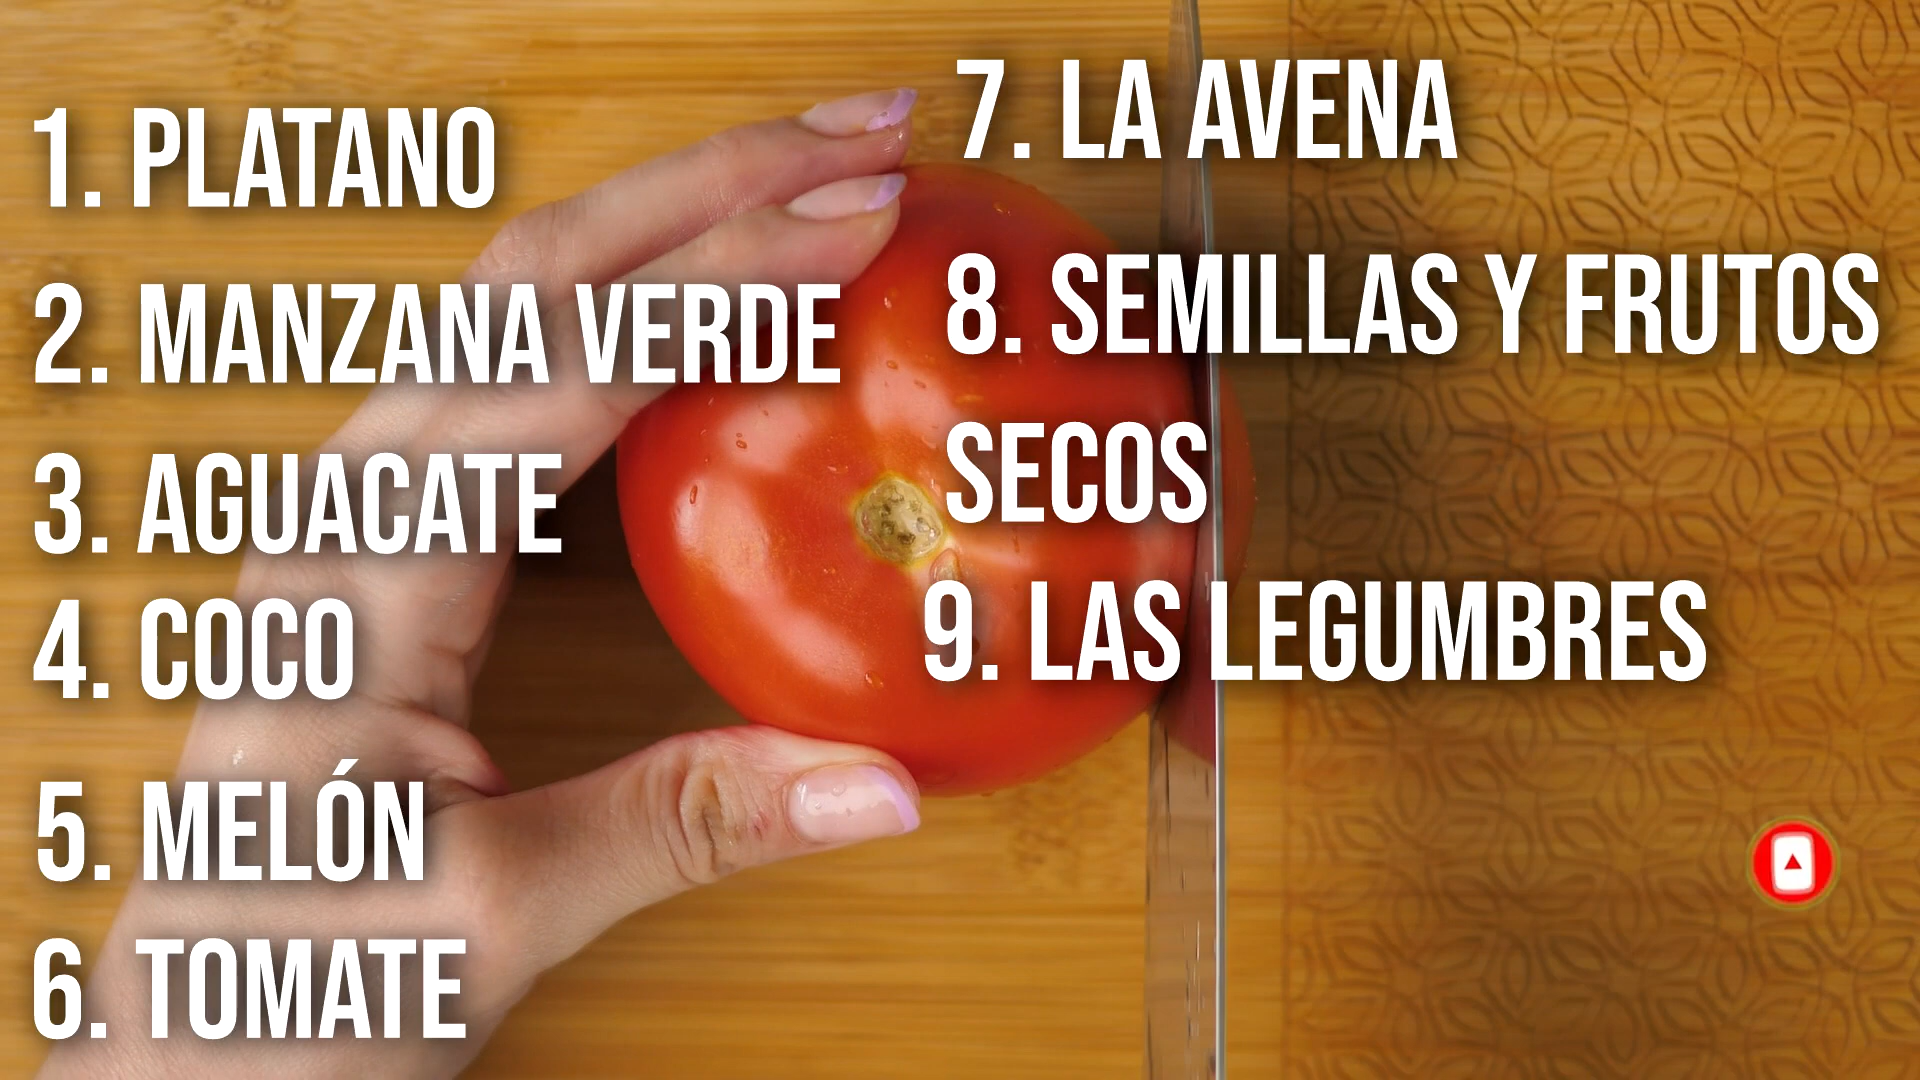 1. PLATANO
2. MANZANA VERDE
3. AGUACATE
4. COCO
5. MELÓN
6. TOMATE
7. LA AVENA
8. SEMILLAS Y FRUTOS
SECOS
9. LAS LEGUMBRES